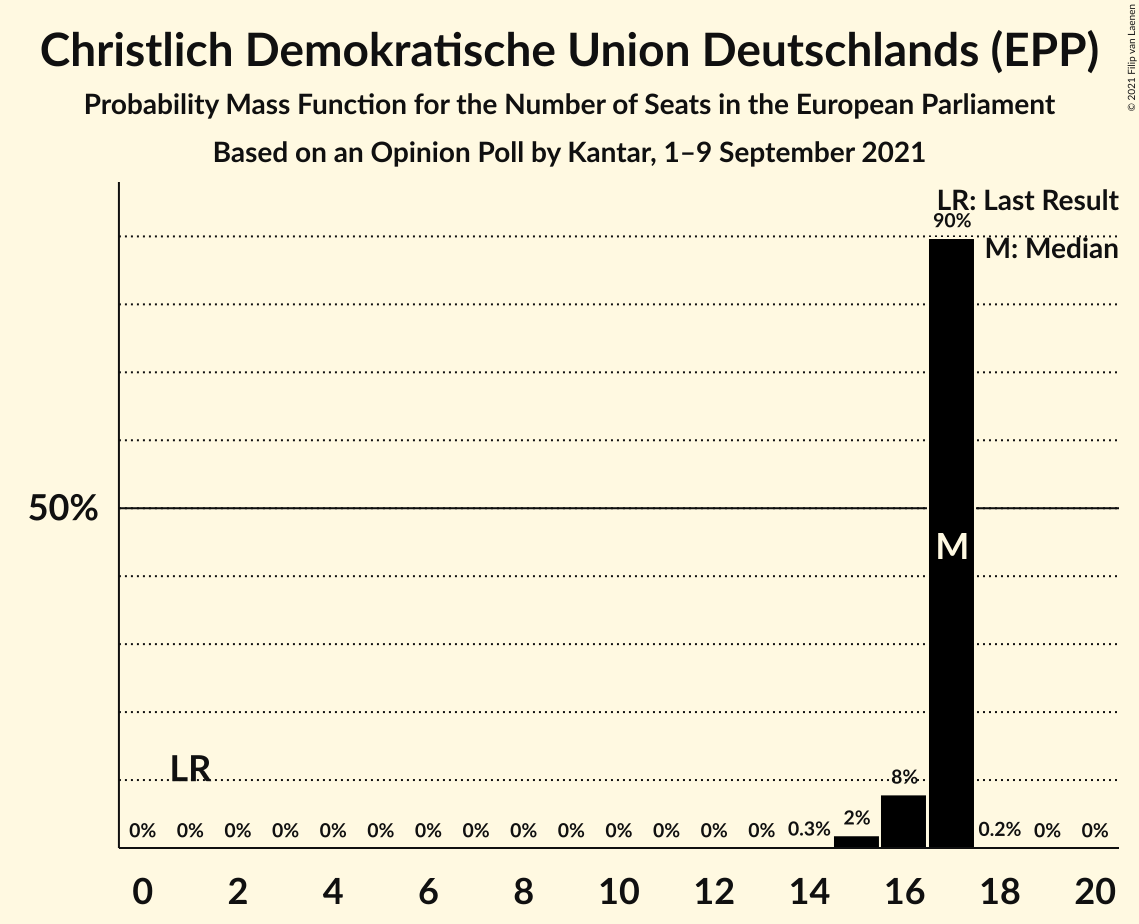 Christlich Demokratische Union Deutschlands (EPP)
Probability Mass Function for the Number of Seats in the European Parliament
Based on an Opinion Poll by Kantar, 1–9 September 2021
© 2021 Filip van Laenen
LR: Last Result
90%
M: Median
50%
M
LR
0% 0% 0% 0% 0% 0% 0% 0% 0% 0% 0% 0% 0% 0% 0.3% 2% 8% 0.2% 0% 0%
0 2 4 6 8 10 12 14 16 18 20